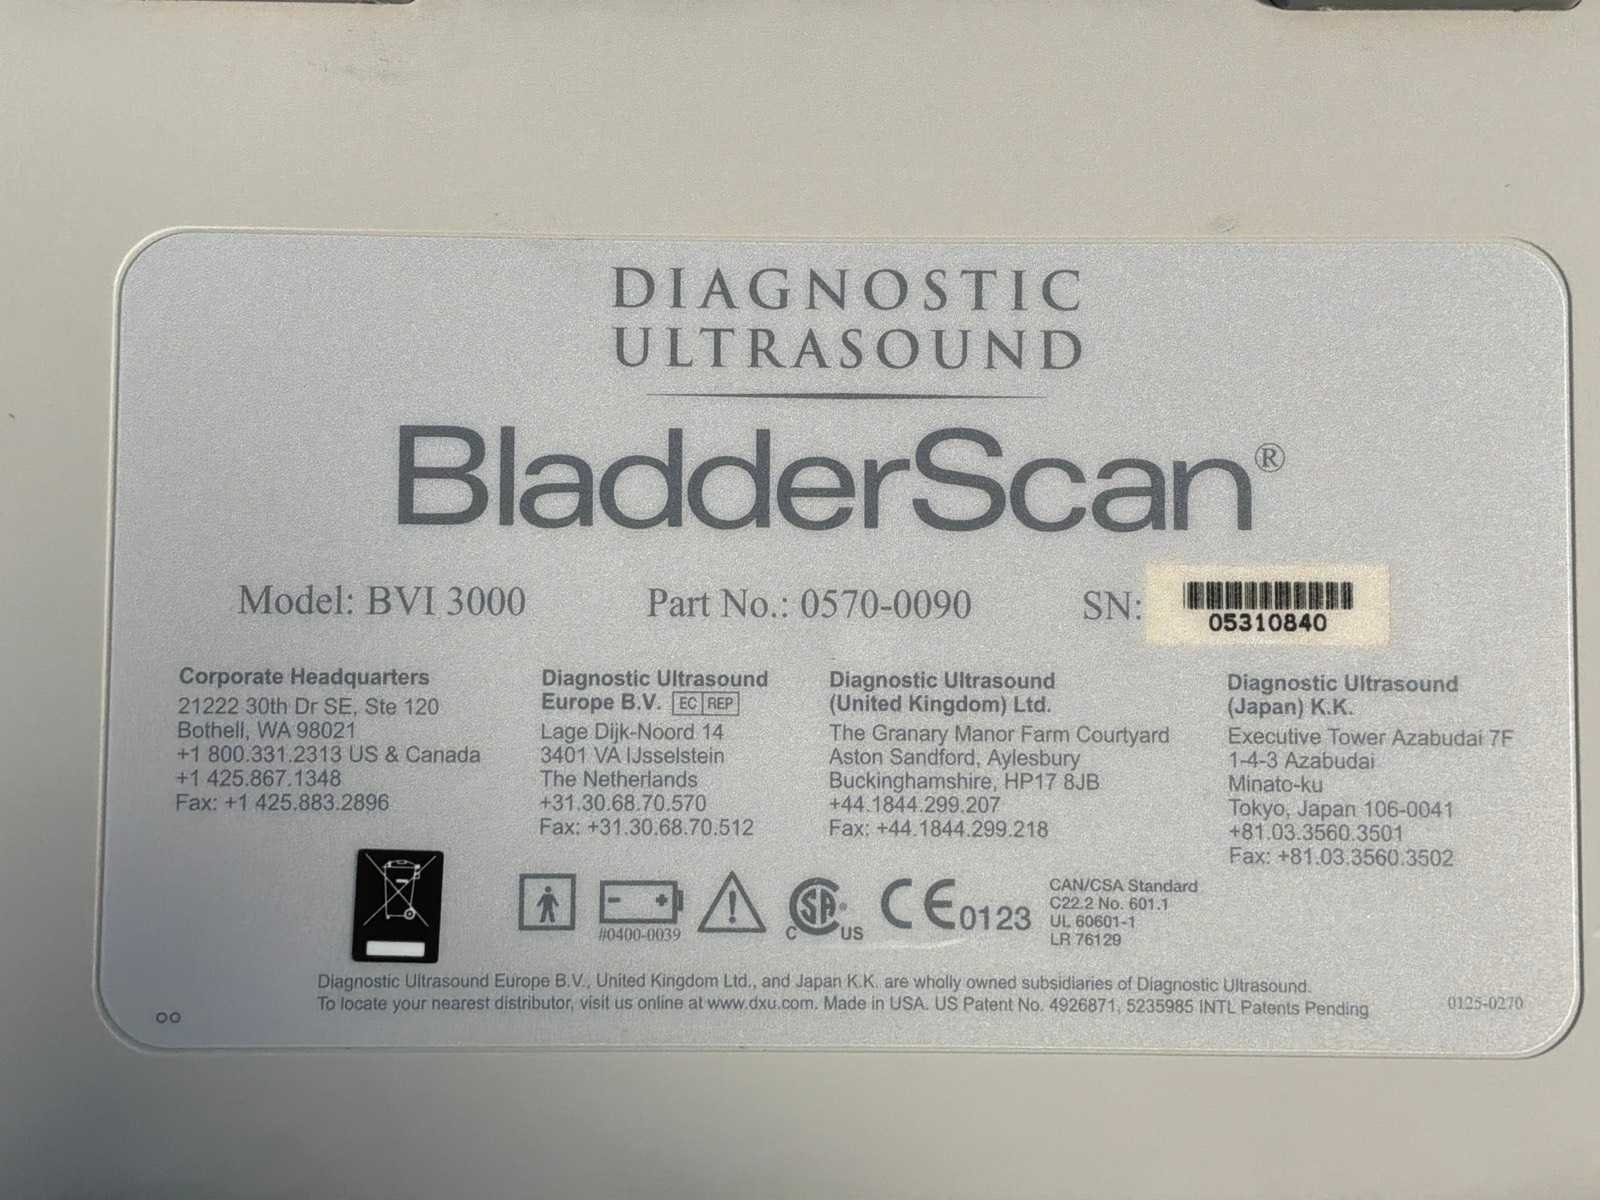 DIAGNOSTIC
ULTRASOUND
BladderScan®
Model: BVI 3000 Part No.: 0570-0090 SN: 05310840
Corporate Headquarters
21222 30th Dr SE, Ste 120
Bothell, WA 98021
+1 800.331.2313 US & Canada
+1 425.867.1348
Fax: +1 425.883.2896
Diagnostic Ultrasound
Europe B.V. EC REP
Lage Dijk-Noord 14
3401 VA IJsselstein
The Netherlands
+31.30.68.70.570
Fax: +31.30.68.70.512
Diagnostic Ultrasound
(United Kingdom) Ltd.
The Granary Manor Farm Courtyard
Aston Sandford, Aylesbury
Buckinghamshire, HP17 8JB
+44.1844.299.207
Fax: +44.1844.299.218
Diagnostic Ultrasound
(Japan) K.K.
Executive Tower Azabudai 7F
1-4-3 Azabudai
Minato-ku
Tokyo, Japan 106-0041
+81.03.3560.3501
Fax: +81.03.3560.3502
#0400-0039
C SA® US
CE 0123
CAN/CSA Standard
C22.2 No. 601.1
UL 60601-1
LR 76129
Diagnostic Ultrasound Europe B.V., United Kingdom Ltd., and Japan K.K. are wholly owned subsidiaries of Diagnostic Ultrasound.
To locate your nearest distributor, visit us online at www.dxu.com. Made in USA. US Patent No. 4926871, 5235985 INTL Patents Pending
0125-0270